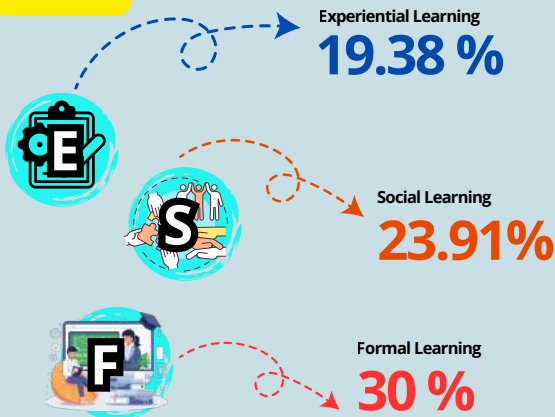 Experiential Learning
19.38 %
E
Social Learning
23.91%
S
Formal Learning
30 %
F